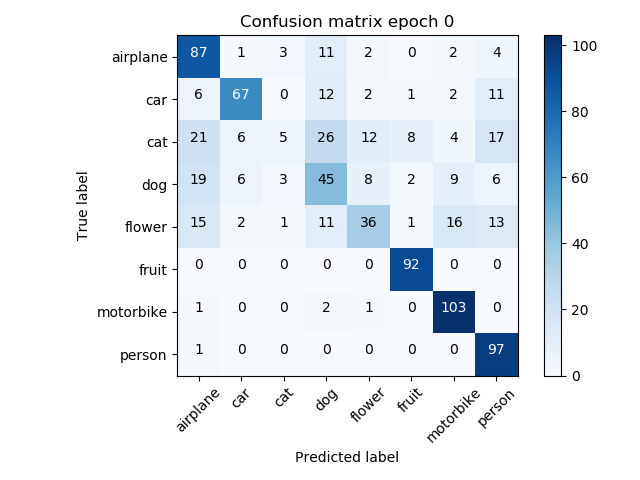 Confusion matrix epoch 0
airplane 87 1 3 11 2 0 2 4
car 6 67 0 12 2 1 2 11
cat 21 6 5 26 12 8 4 17
dog 19 6 3 45 8 2 9 6
flower 15 2 1 11 36 1 16 13
fruit 0 0 0 0 0 92 0 0
motorbike 1 0 0 2 1 0 103 0
person 1 0 0 0 0 0 0 97
airplane car cat dog flower fruit motorbike person
True label
Predicted label
100
80
60
40
20
0